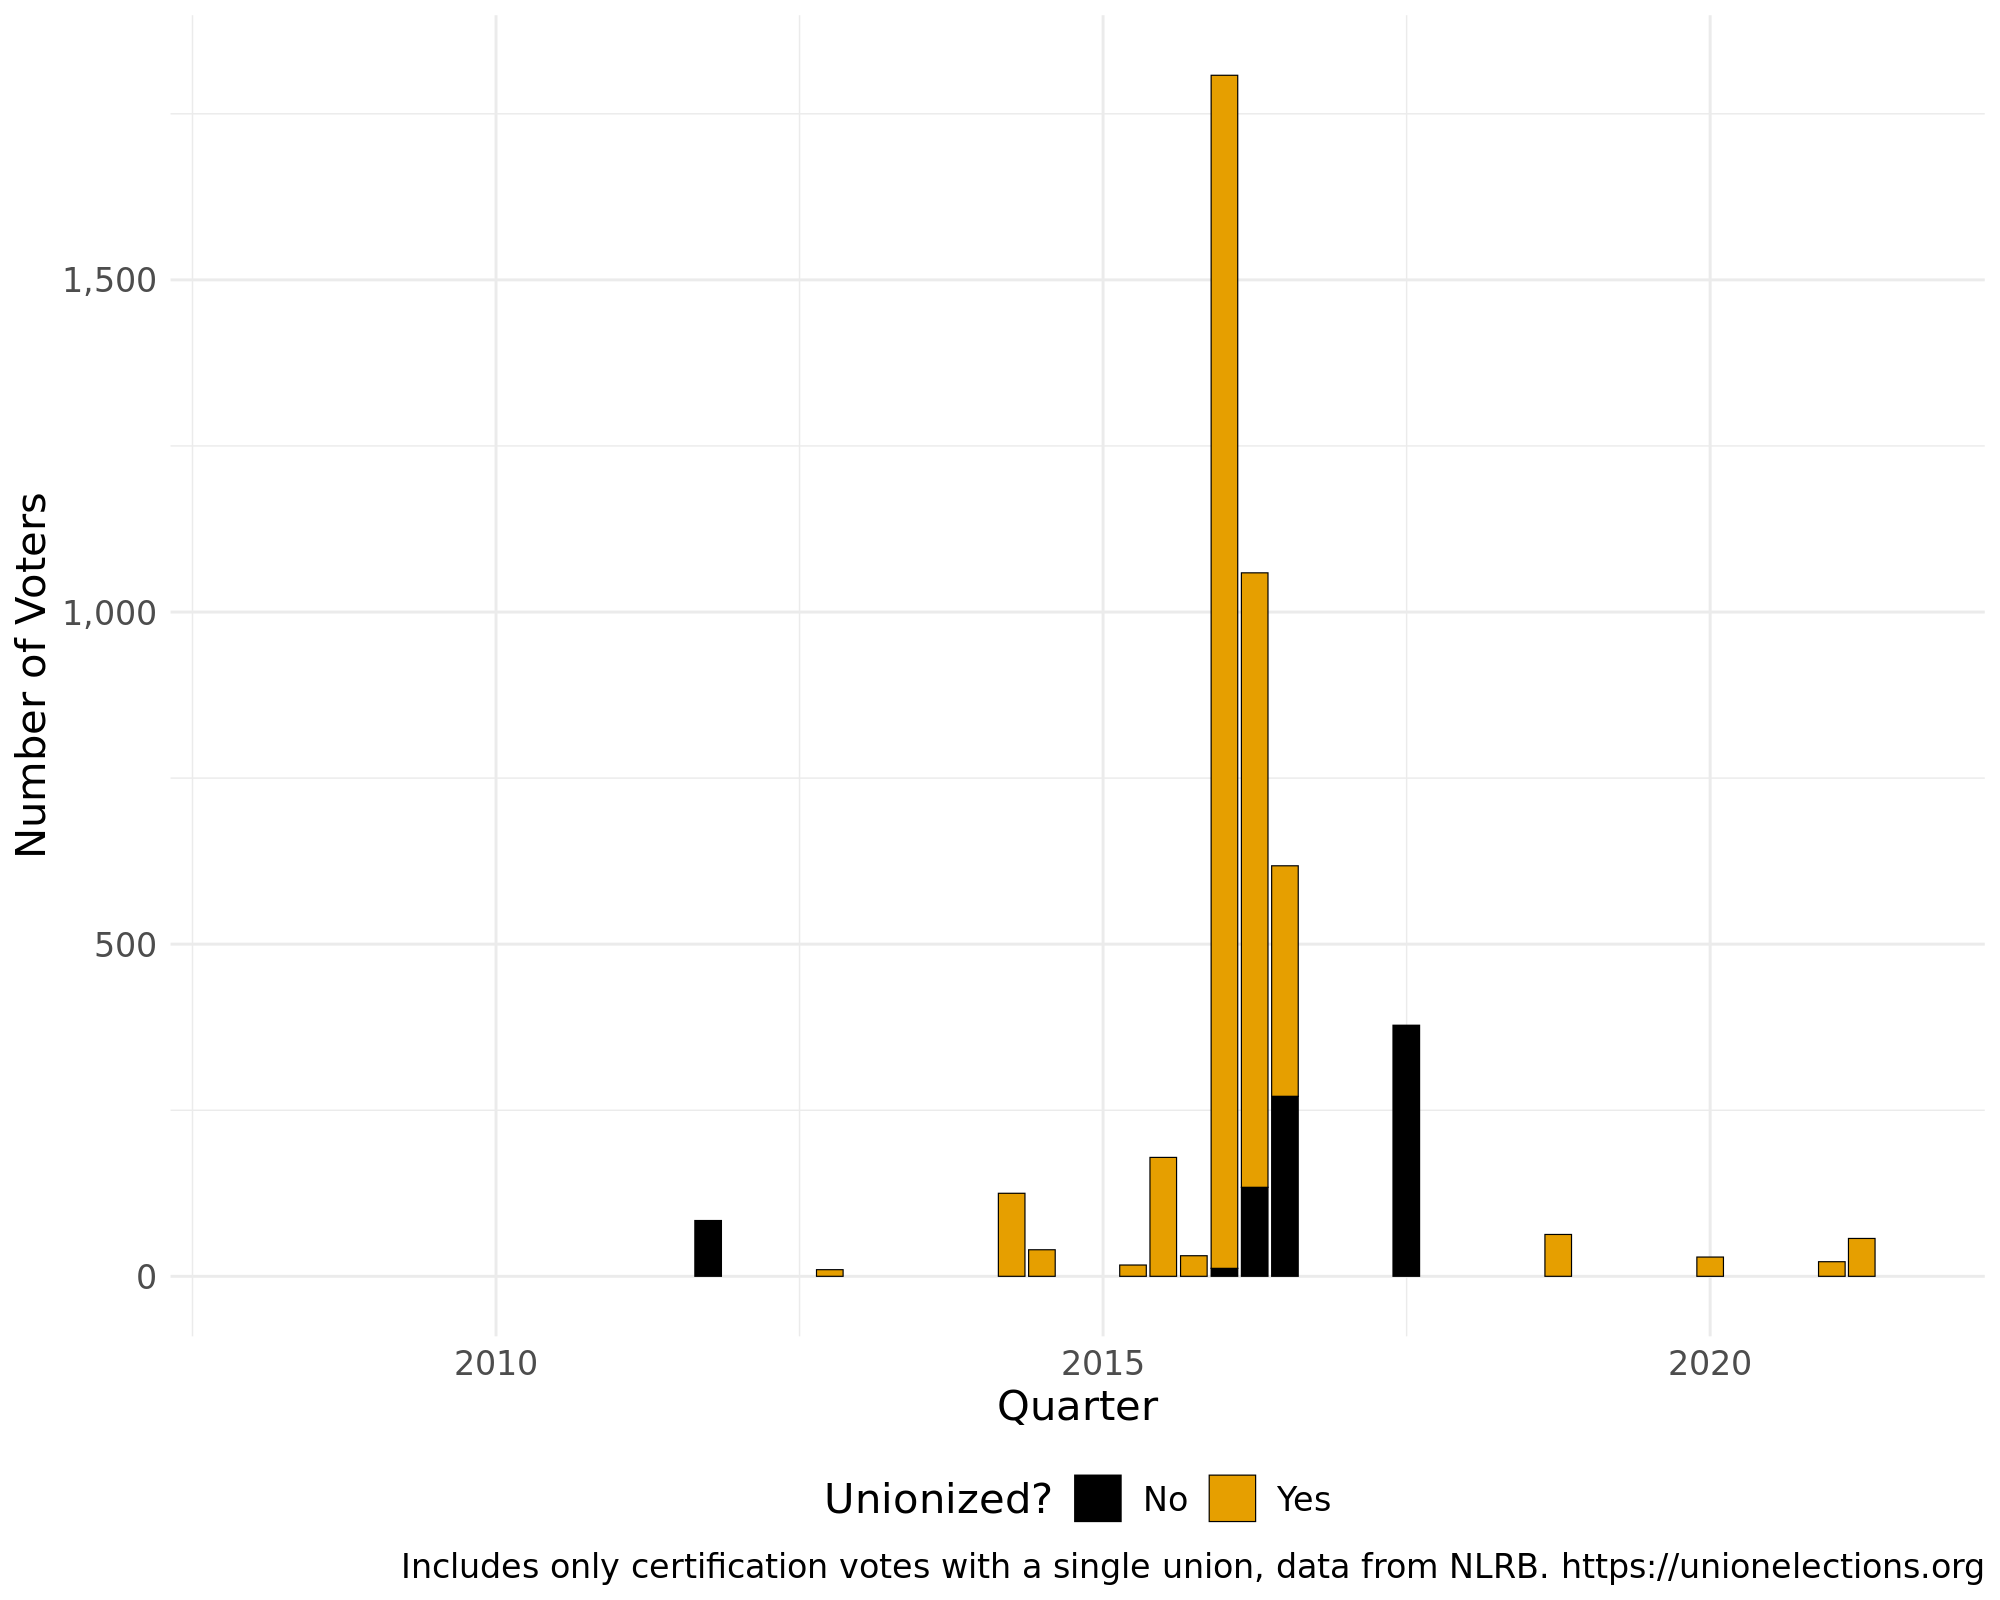 Number of Voters
1,500
1,000
500
0
2010 2015 2020
Quarter
Unionized? No Yes
Includes only certification votes with a single union, data from NLRB. https://unionelections.org